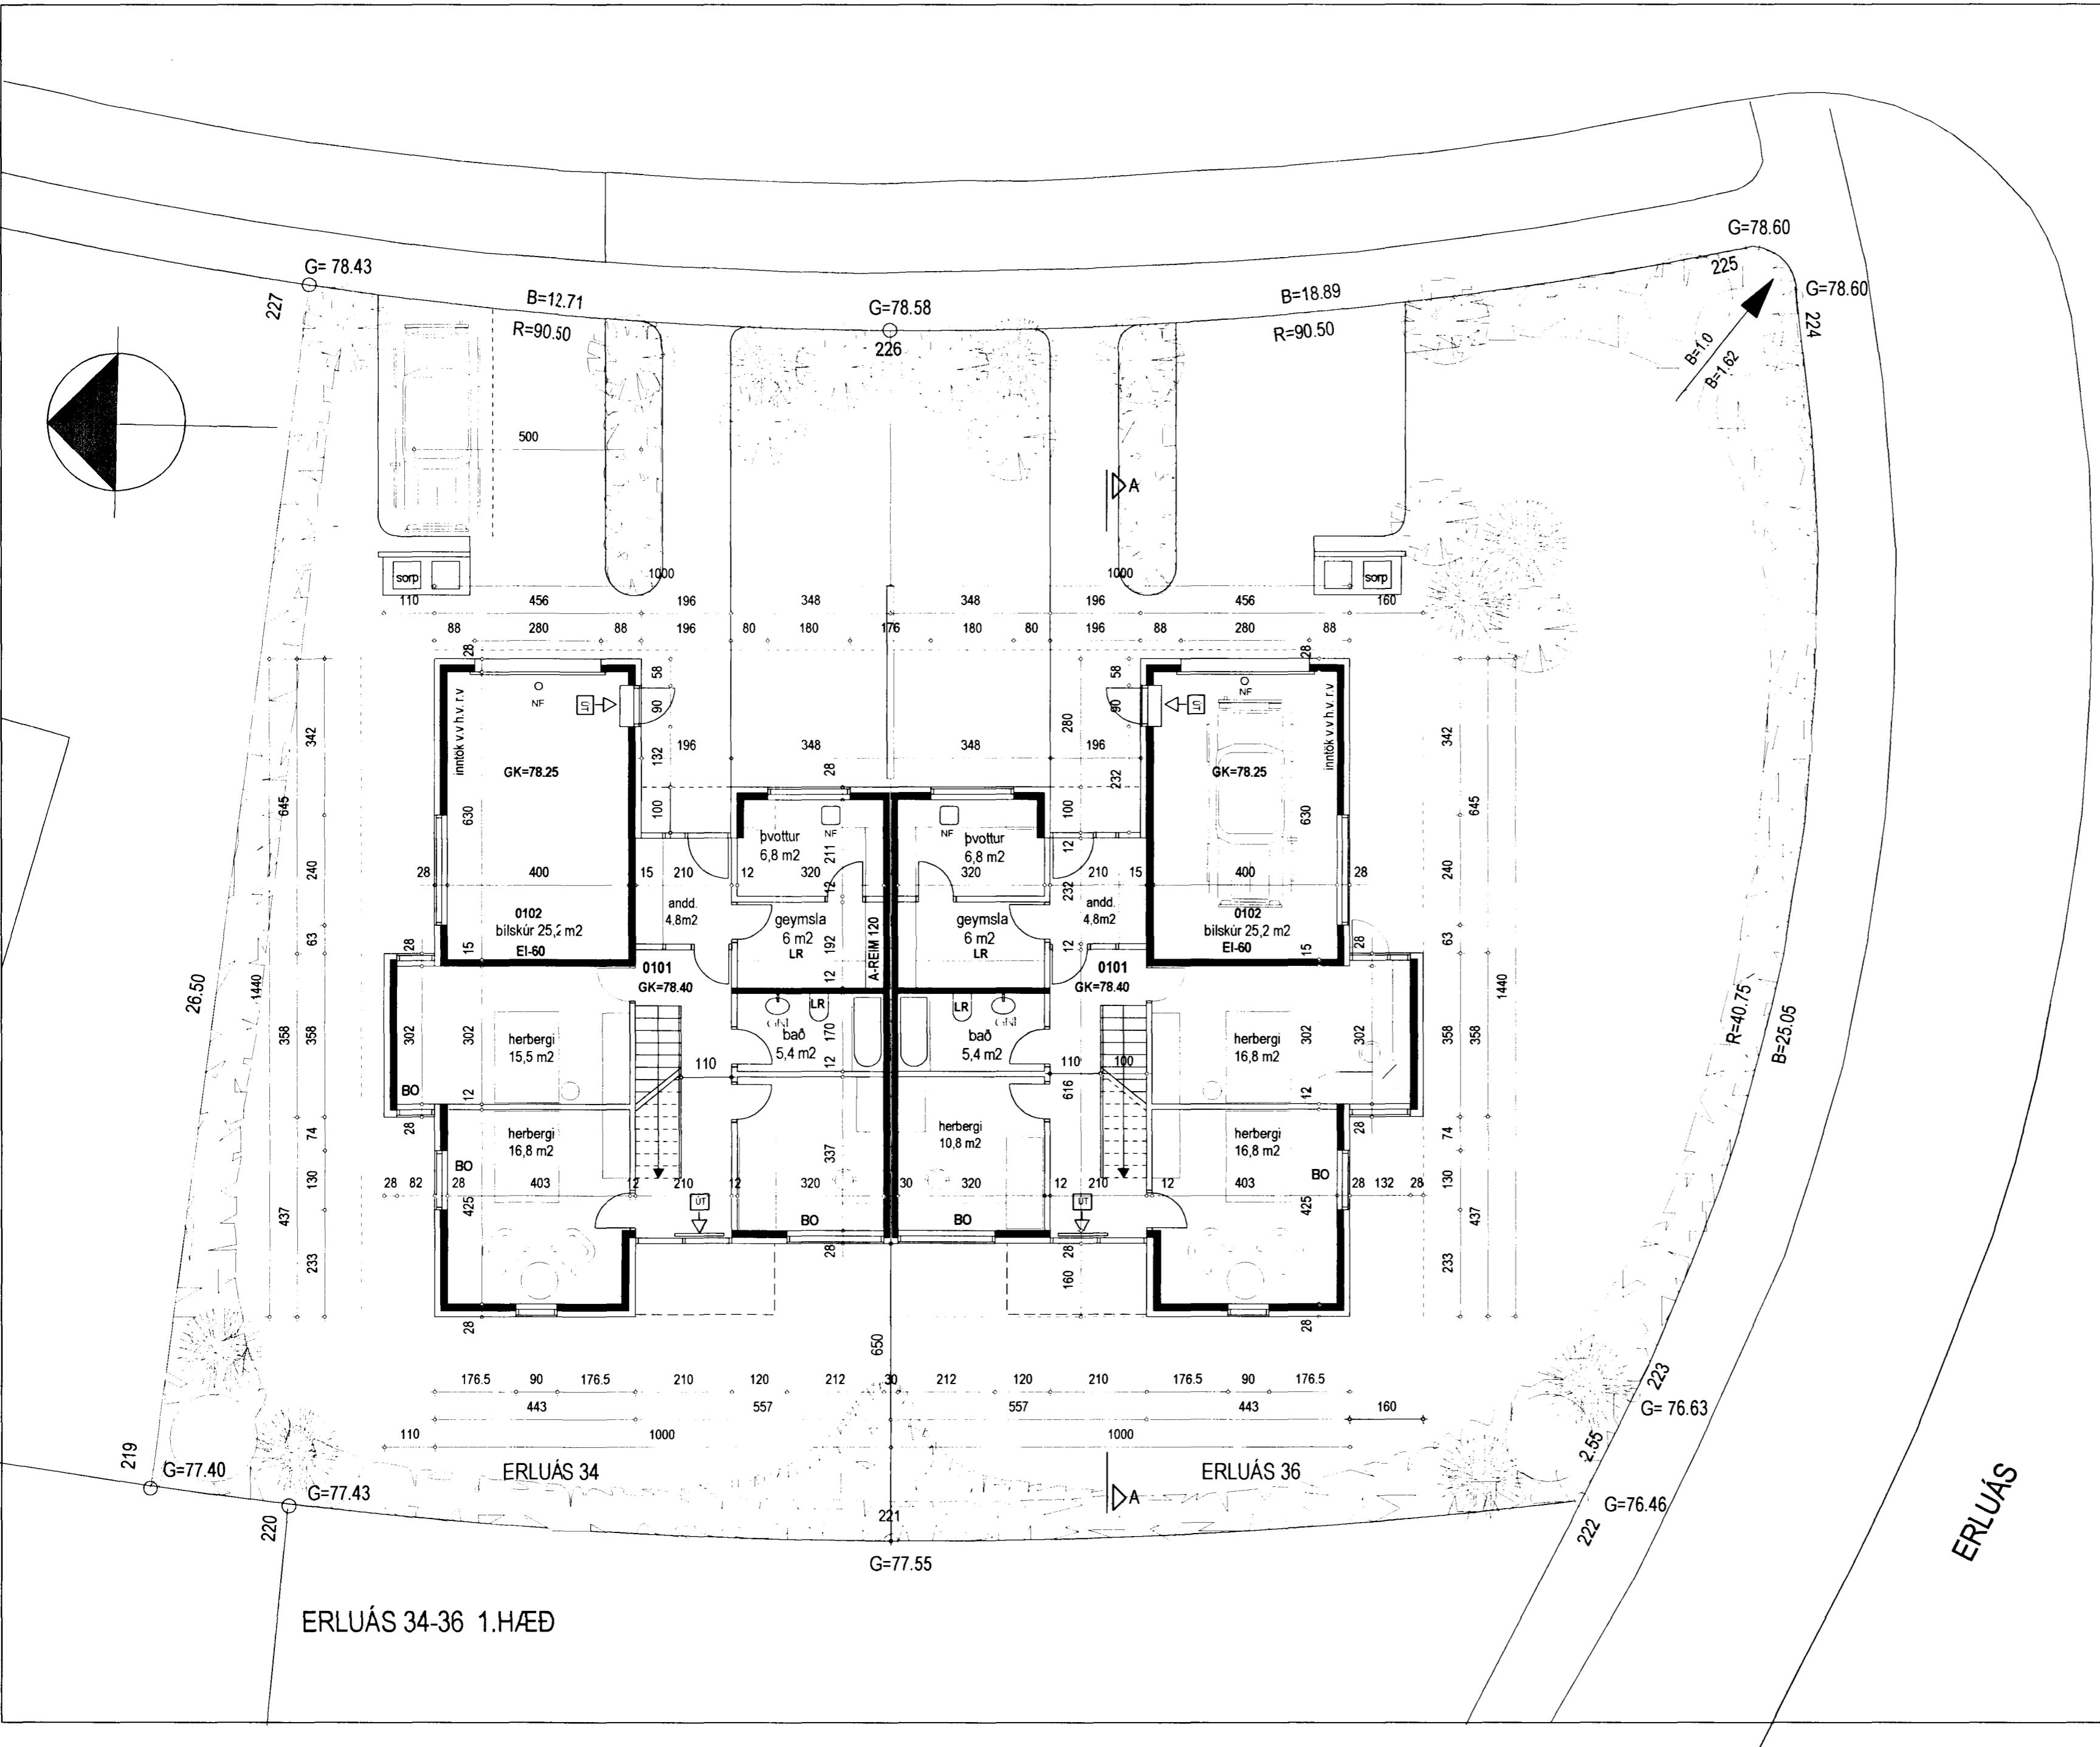 G=78.60
G= 78.43
225
G=78.60
227
B=12.71
G=78.58
B=18.89
R=90.50
226
R=90.50
224
B=1.0
B=1.62
500
A
sorp
1000
1000
sorp
110
456
196
348
348
196
456
160
88
280
88
196
80
180
176
180
80
196
88
280
88
28
58
58
28
inntök v.v h.v. r.v
NF
ÚT
90
90
ÚT
NF
inntök v.v h.v. r.v
342
280
342
132
196
348
348
196
GK=78.25
28
232
GK=78.25
645
630
100
100
630
645
þvottur
6,8 m2
NF
211
NF
þvottur
6,8 m2
12
240
28
400
15
210
12
320
12
320
232
210
15
400
28
240
0102
bílskúr 25,2 m2
EI-60
andd.
4,8m2
geymsla
6 m2
LR
192
A-REIM 120
geymsla
6 m2
LR
andd.
4,8m2
0102
bílskúr 25,2 m2
EI-60
63
28
15
12
12
15
28
63
26.50
1440
0101
GK=78.40
0101
GK=78.40
1440
LR
LR
358
358
302
302
herbergi
15,5 m2
bað
5,4 m2
170
bað
5,4 m2
herbergi
16,8 m2
302
302
358
358
R=40.75
B=25.05
110
12
110
100
BO
12
616
12
28
28
74
herbergi
16,8 m2
337
herbergi
10,8 m2
herbergi
16,8 m2
74
BO
BO
130
28
82
28
403
12
210
12
320
30
320
12
210
12
403
28
132
28
130
437
425
ÚT
BO
BO
ÚT
425
437
233
28
28
160
233
28
28
650
176.5
90
176.5
210
120
212
30
212
120
210
176.5
90
176.5
223
443
557
557
443
160
G= 76.63
110
1000
1000
2.55
219
G=77.40
ERLUÁS 34
ERLUÁS 36
G=77.43
A
G=76.46
220
221
222
G=77.55
ERLUÁS
ERLUÁS 34-36 1.HÆÐ